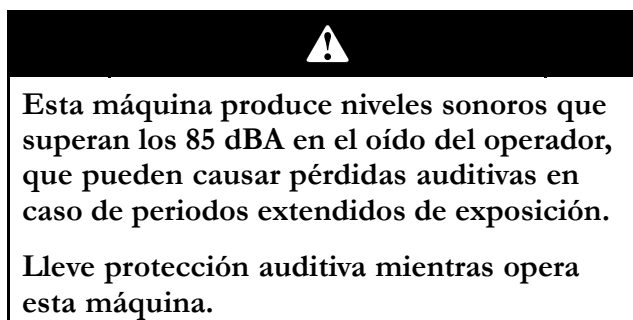 Esta máquina produce niveles sonoros que
superan los 85 dBA en el oído del operador,
que pueden causar pérdidas auditivas en
caso de periodos extendidos de exposición.
Lleve protección auditiva mientras opera
esta máquina.